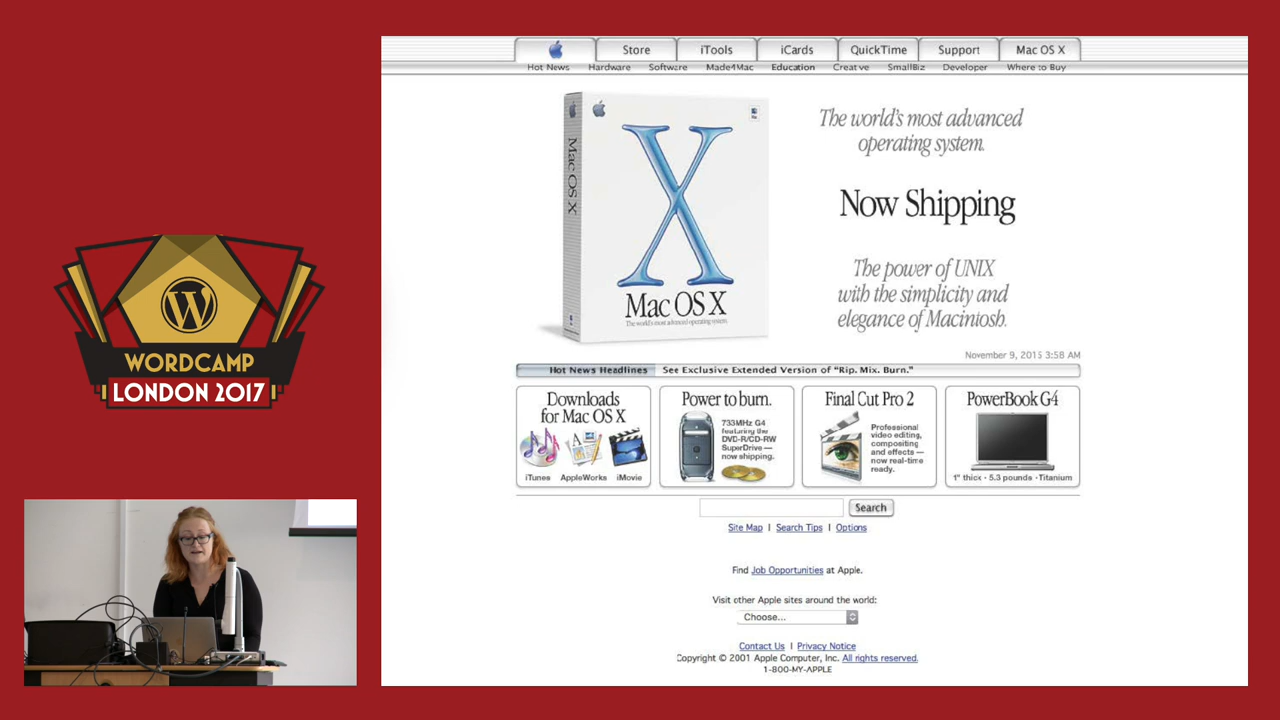 Store
iTools
iCards
QuickTime
Support
Mac OS X
Hot News
Hardware
Software
Made4Mac
Education
Creative
SmallBiz
Developer
Where to Buy
Mac OS X
X
Mac OS X
The world's most advanced operating system.
The world's most advanced
operating system.
Now Shipping
The power of UNIX
with the simplicity and
elegance of Macintosh.
November 9, 2015 3:58 AM
Hot News Headlines
See Exclusive Extended Version of “Rip. Mix. Burn.”
Downloads
for Mac OS X
iTunes
AppleWorks
iMovie
Power to burn.
733MHz G4
featuring the
DVD-R/CD-RW
SuperDrive —
now shipping.
Final Cut Pro 2
Professional
video editing,
compositing
and effects —
now real-time
ready.
PowerBook G4
1" thick • 5.3 pounds • Titanium
Search
Site Map | Search Tips | Options
Find Job Opportunities at Apple.
Visit other Apple sites around the world:
Choose...
Contact Us | Privacy Notice
Copyright © 2001 Apple Computer, Inc. All rights reserved.
1-800-MY-APPLE
W
WORDCAMP
LONDON 2017